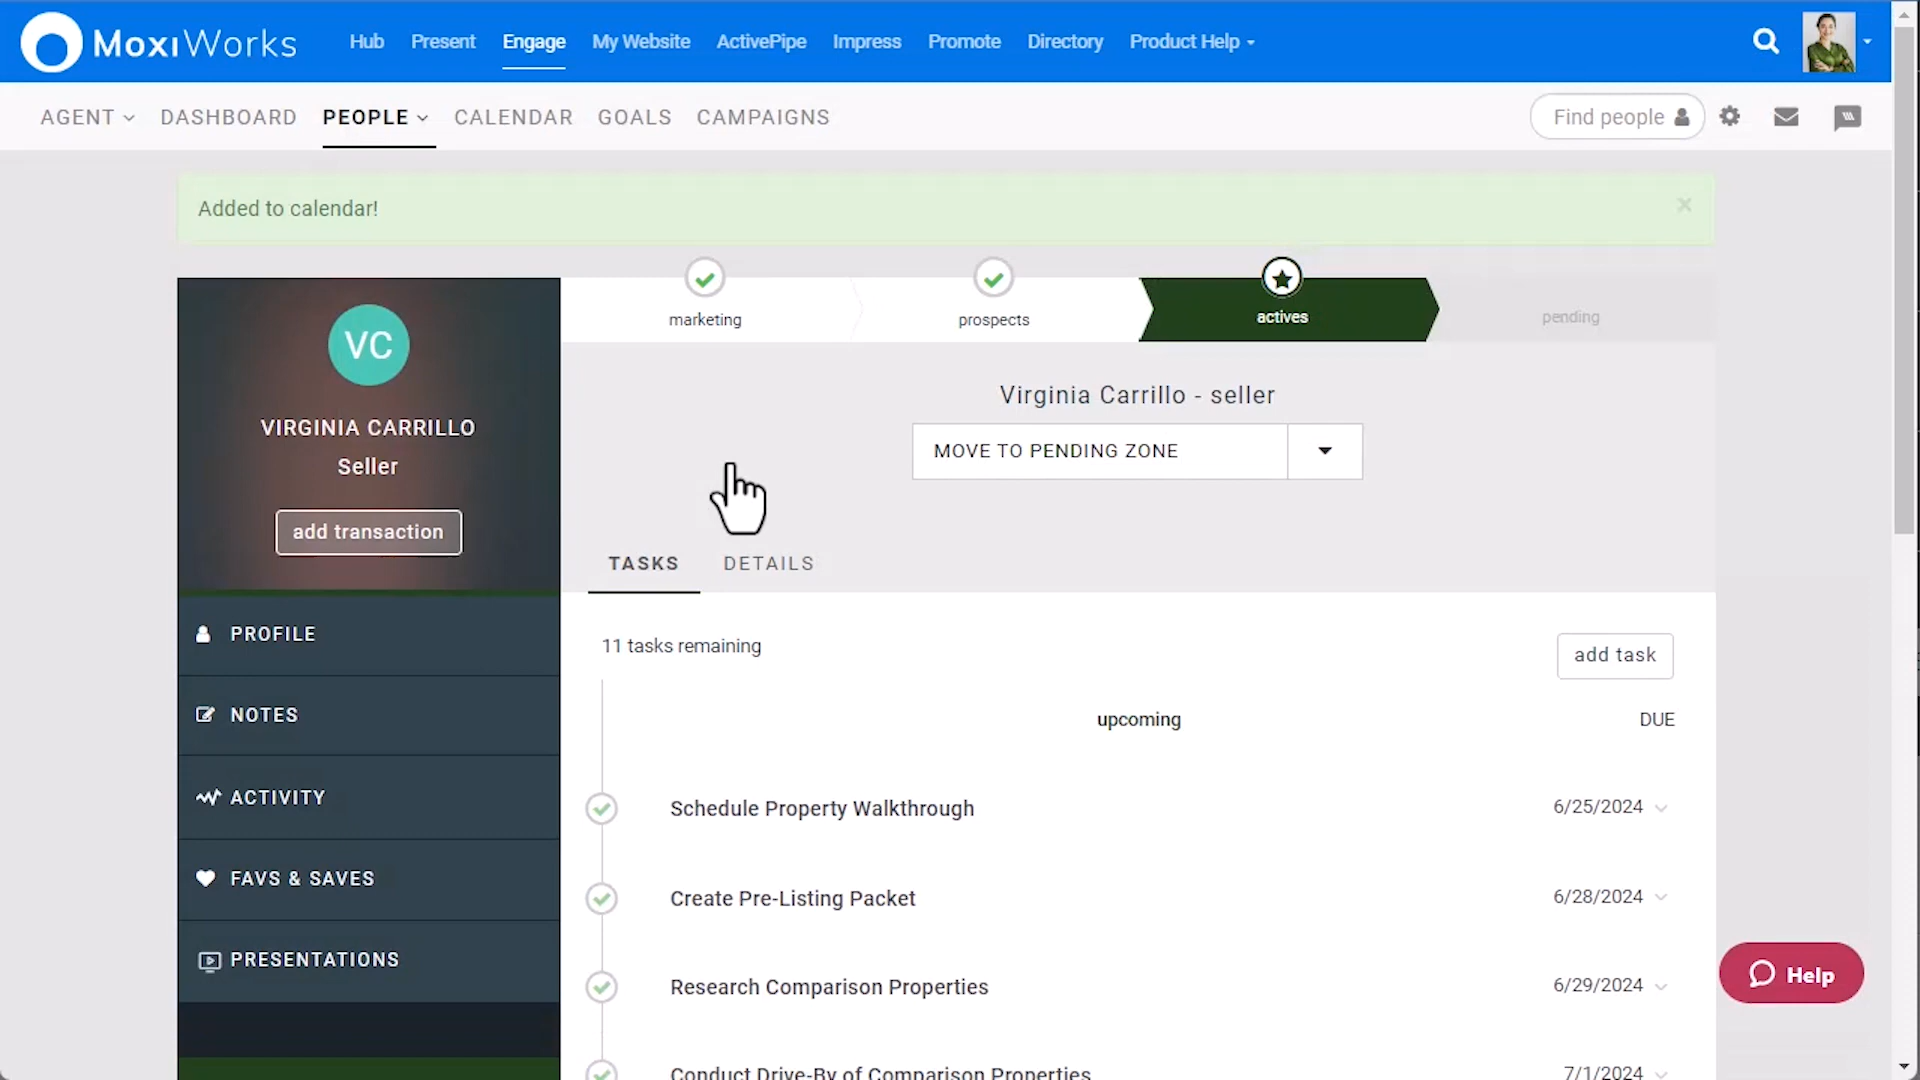 MoxiWorks
Hub Present Engage My Website ActivePipe Impress Promote Directory Product Help
AGENT DASHBOARD PEOPLE CALENDAR GOALS CAMPAIGNS
Find people
Added to calendar!
marketing
prospects
actives
pending
VC
VIRGINIA CARRILLO
Seller
add transaction
PROFILE
NOTES
ACTIVITY
FAVS & SAVES
PRESENTATIONS
Virginia Carrillo - seller
MOVE TO PENDING ZONE
TASKS DETAILS
11 tasks remaining
add task
upcoming DUE
Schedule Property Walkthrough 6/25/2024
Create Pre-Listing Packet 6/28/2024
Research Comparison Properties 6/29/2024
Conduct Drive-By of Comparison Properties 7/1/2024
Help